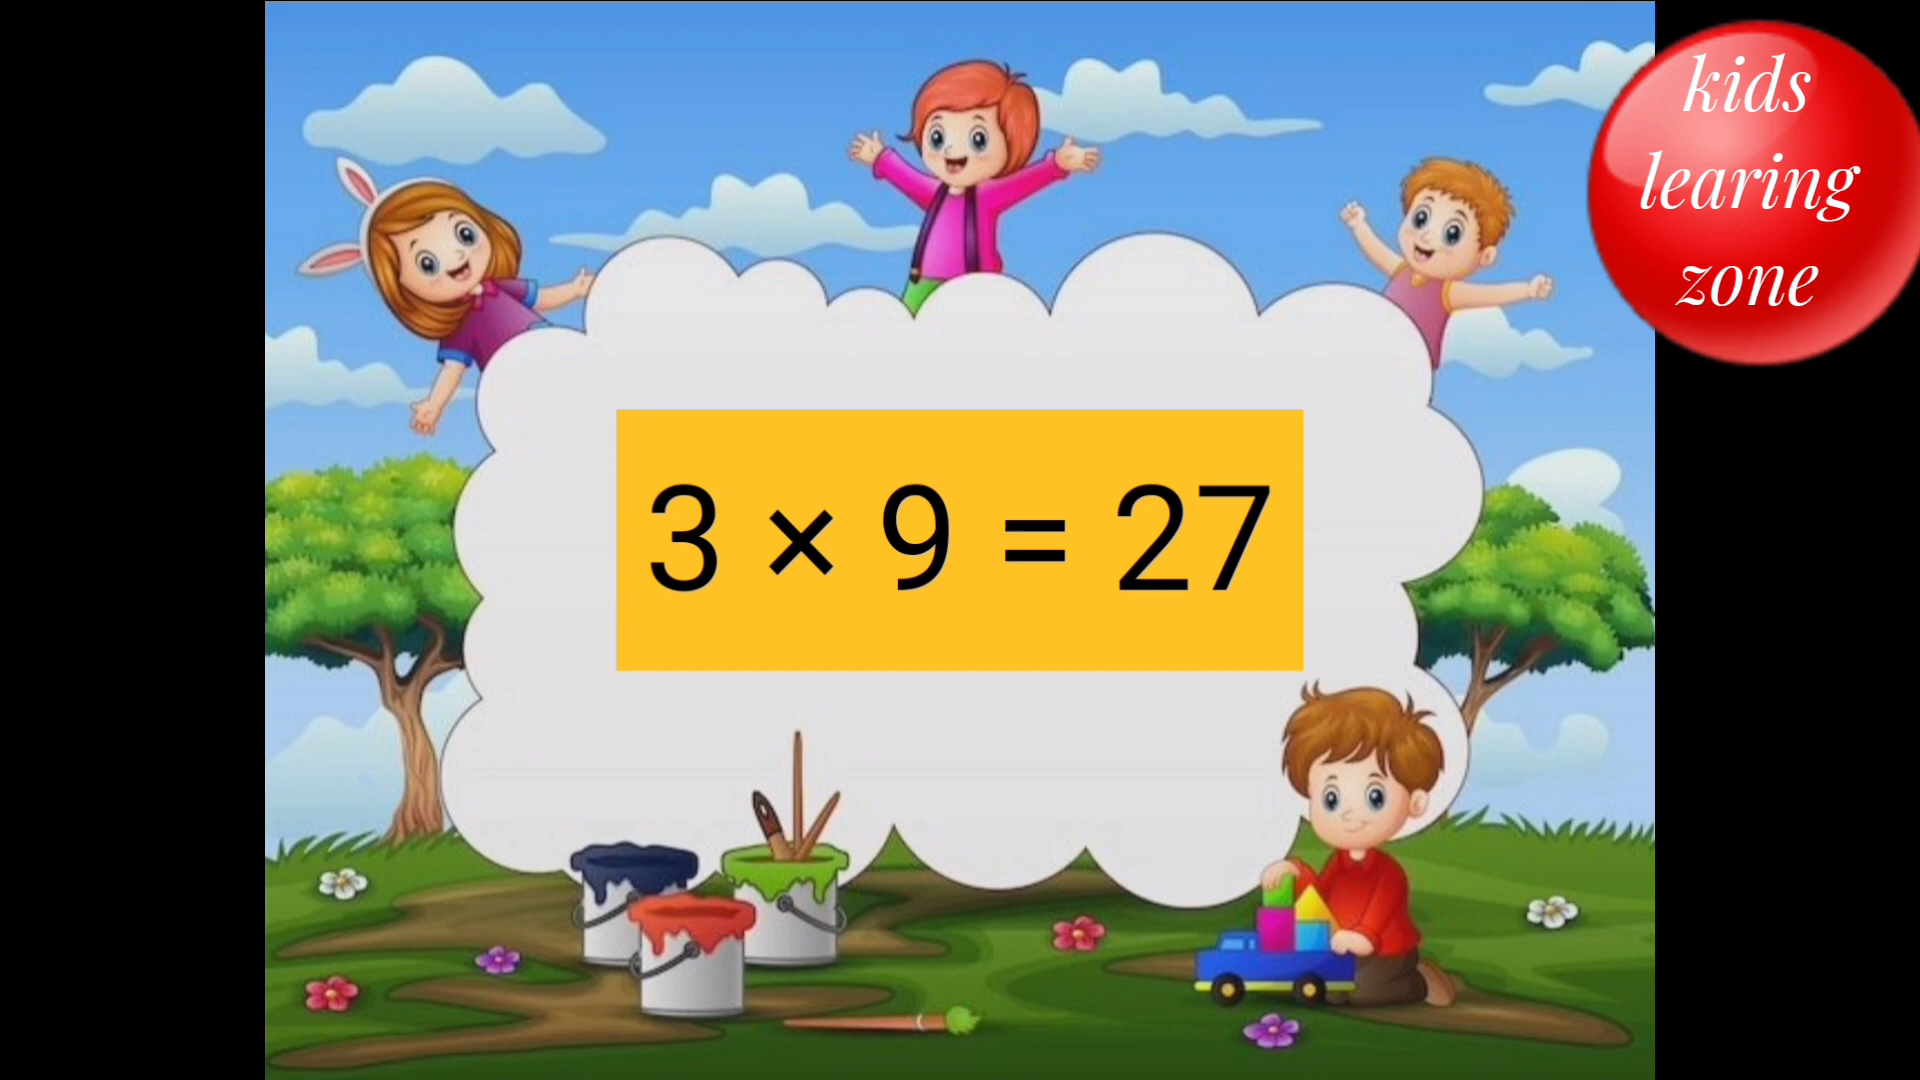 kids
learing
zone
3 × 9 = 27